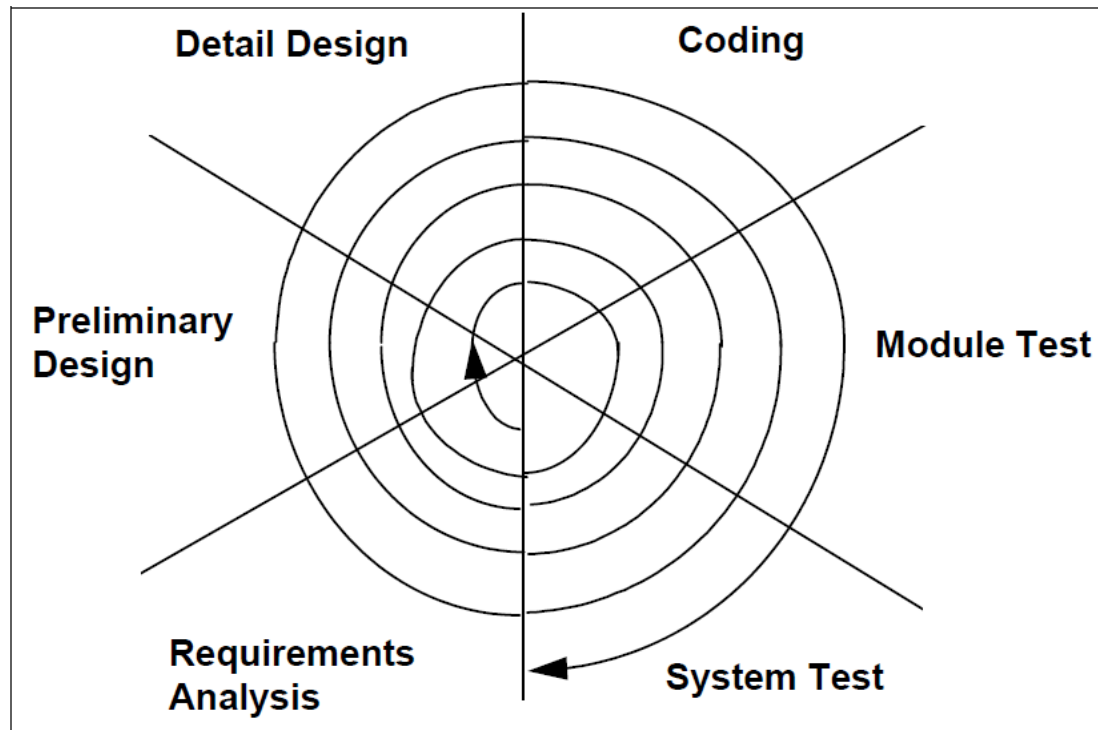 Detail Design
Coding
Preliminary
Design
Module Test
Requirements
Analysis
System Test